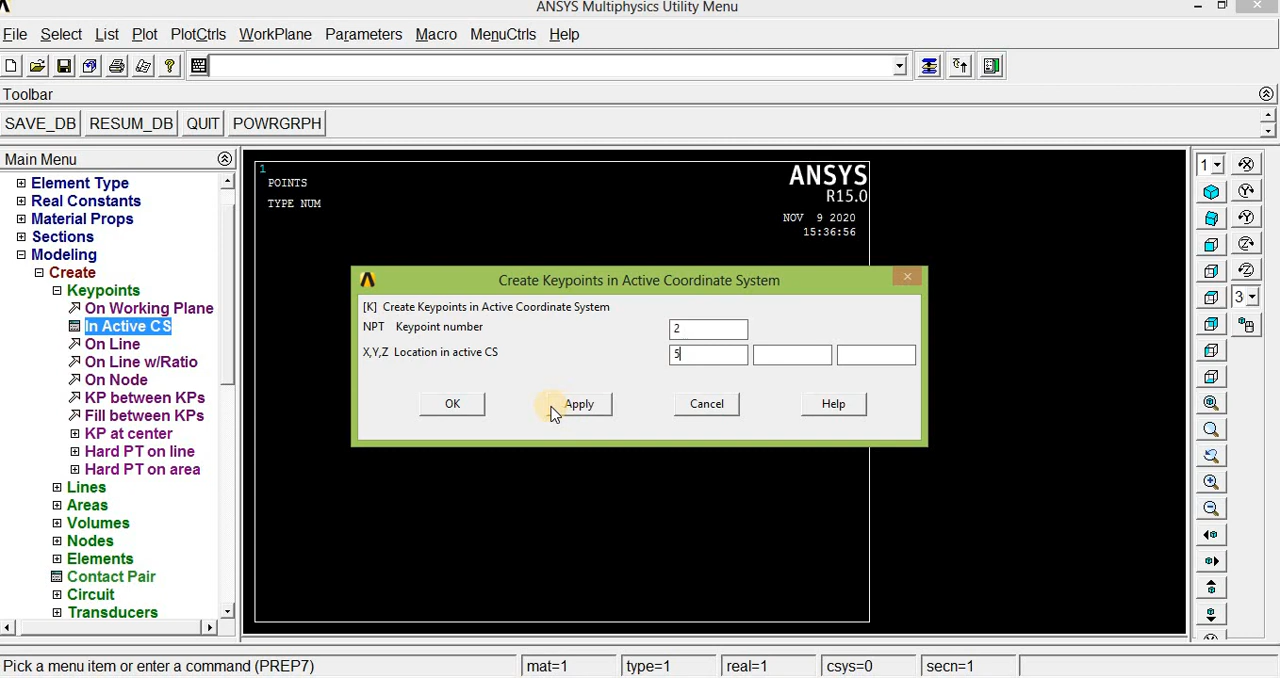 ANSYS Multiphysics Utility Menu
File Select List Plot PlotCtrls WorkPlane Parameters Macro MenuCtrls Help
Toolbar
SAVE_DB RESUM_DB QUIT POWRGRPH
Main Menu
Element Type
Real Constants
Material Props
Sections
Modeling
Create
Keypoints
On Working Plane
In Active CS
On Line
On Line w/Ratio
On Node
KP between KPs
Fill between KPs
KP at center
Hard PT on line
Hard PT on area
Lines
Areas
Volumes
Nodes
Elements
Contact Pair
Circuit
Transducers
1
POINTS
TYPE NUM
ANSYS
R15.0
NOV 9 2020
15:36:56
Create Keypoints in Active Coordinate System
[K] Create Keypoints in Active Coordinate System
NPT Keypoint number 2
X,Y,Z Location in active CS 5
OK Apply Cancel Help
1
3
Pick a menu item or enter a command (PREP7) mat=1 type=1 real=1 csys=0 secn=1